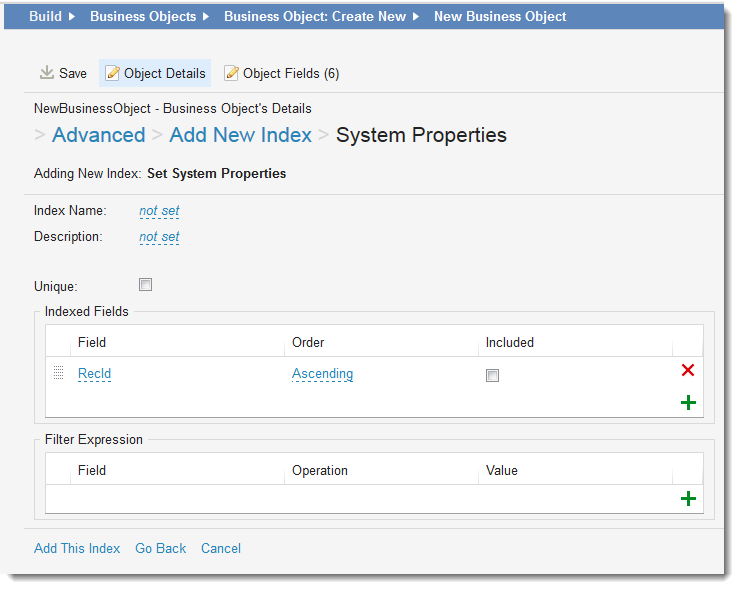 Build Business Objects Business Object: Create New New Business Object
Save Object Details Object Fields (6)
NewBusinessObject - Business Object's Details
> Advanced > Add New Index > System Properties
Adding New Index: Set System Properties
Index Name: not set
Description: not set
Unique:
Indexed Fields
Field Order Included
RecId Ascending
Filter Expression
Field Operation Value
Add This Index Go Back Cancel